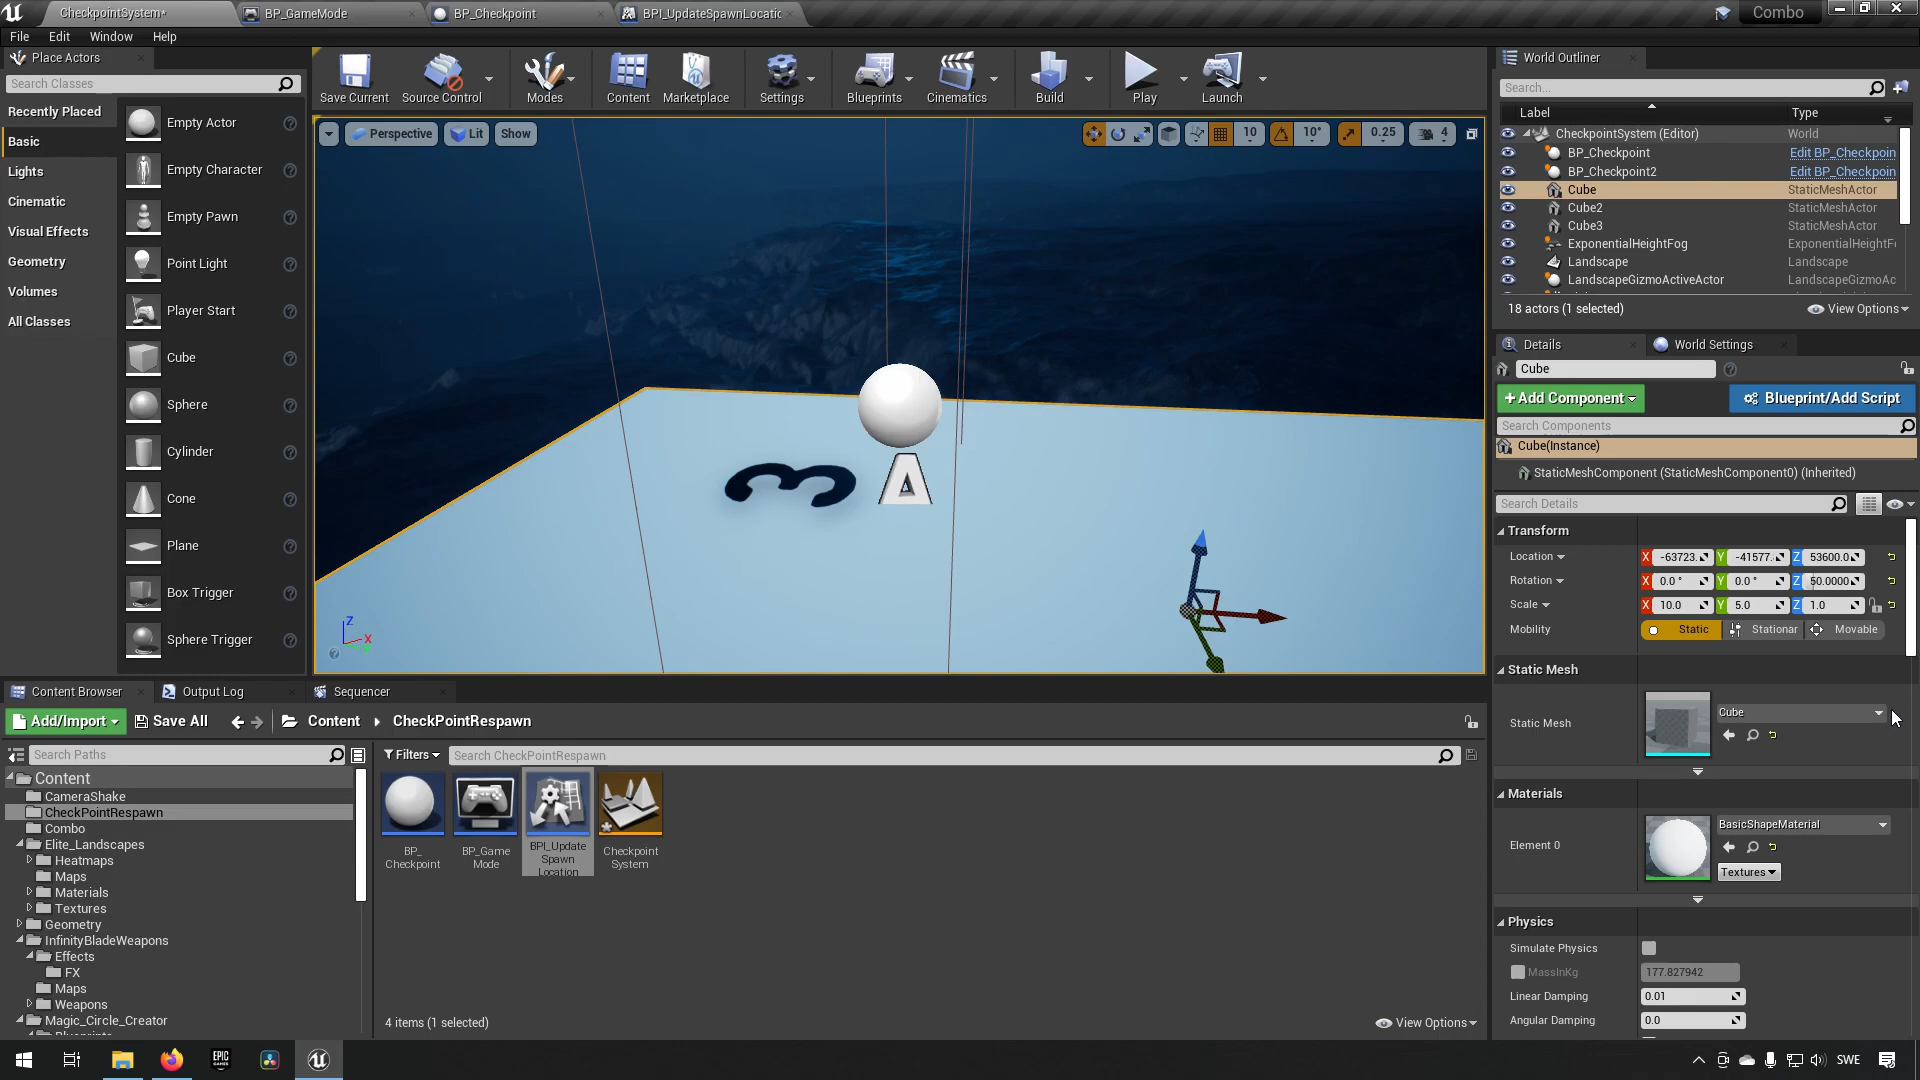 CheckpointSystem*
BP_GameMode
BP_Checkpoint
BPI_UpdateSpawnLocatic
Combo
File Edit Window Help
Place Actors
Search Classes
Recently Placed
Basic
Lights
Cinematic
Visual Effects
Geometry
Volumes
All Classes
Empty Actor
Empty Character
Empty Pawn
Point Light
Player Start
Cube
Sphere
Cylinder
Cone
Plane
Box Trigger
Sphere Trigger
Save Current
Source Control
Modes
Content
Marketplace
Settings
Blueprints
Cinematics
Build
Play
Launch
Perspective Lit Show
10 10° 0.25 4
3
A
Z
X
World Outliner
Search...
Label Type
CheckpointSystem (Editor) World
BP_Checkpoint Edit BP_Checkpoin
BP_Checkpoint2 Edit BP_Checkpoin
Cube StaticMeshActor
Cube2 StaticMeshActor
Cube3 StaticMeshActor
ExponentialHeightFog ExponentialHeightF
Landscape Landscape
LandscapeGizmoActiveActor LandscapeGizmoAc
18 actors (1 selected) View Options
Details World Settings
Cube
+Add Component Blueprint/Add Script
Search Components
Cube(Instance)
StaticMeshComponent (StaticMeshComponent0) (Inherited)
Search Details
Transform
Location X -63723. Y -41577. Z 53600.0
Rotation X 0.0 ° Y 0.0 ° Z 50.0000
Scale X 10.0 Y 5.0 Z 1.0
Mobility Static Stationar Movable
Static Mesh
Static Mesh Cube
Materials
Element 0 BasicShapeMaterial
Textures
Physics
Simulate Physics
MassInKg 177.827942
Linear Damping 0.01
Angular Damping 0.0
Content Browser Output Log Sequencer
Add/Import Save All Content CheckPointRespawn
Search Paths
Filters Search CheckPointRespawn
Content
CameraShake
CheckPointRespawn
Combo
Elite_Landscapes
Heatmaps
Maps
Materials
Textures
Geometry
InfinityBladeWeapons
Effects
FX
Maps
Weapons
Magic_Circle_Creator
BP_
Checkpoint
BP_Game
Mode
BPI_Update
Spawn
Location
Checkpoint
System
4 items (1 selected) View Options
EPIC
GAMES
SWE